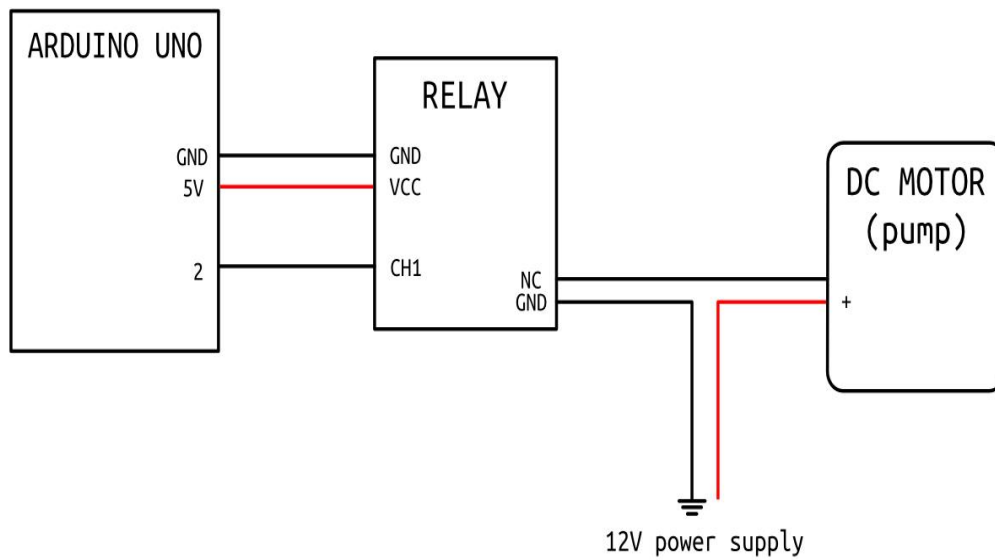 ARDUINO UNO
GND
5V
2
RELAY
GND
VCC
CH1
NC
GND
DC MOTOR
(pump)
+
12V power supply